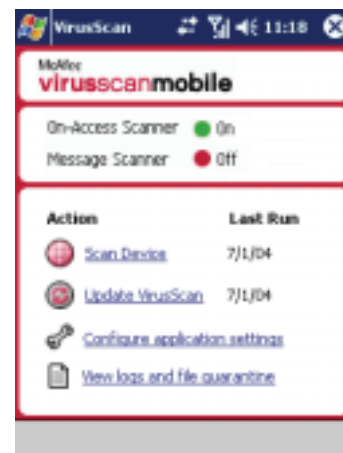 VirusScan 11:18
McAfee
virusscanmobile
On-Access Scanner On
Message Scanner Off
Action Last Run
Scan Device 7/1/04
Update VirusScan 7/1/04
Configure application settings
View logs and file quarantine